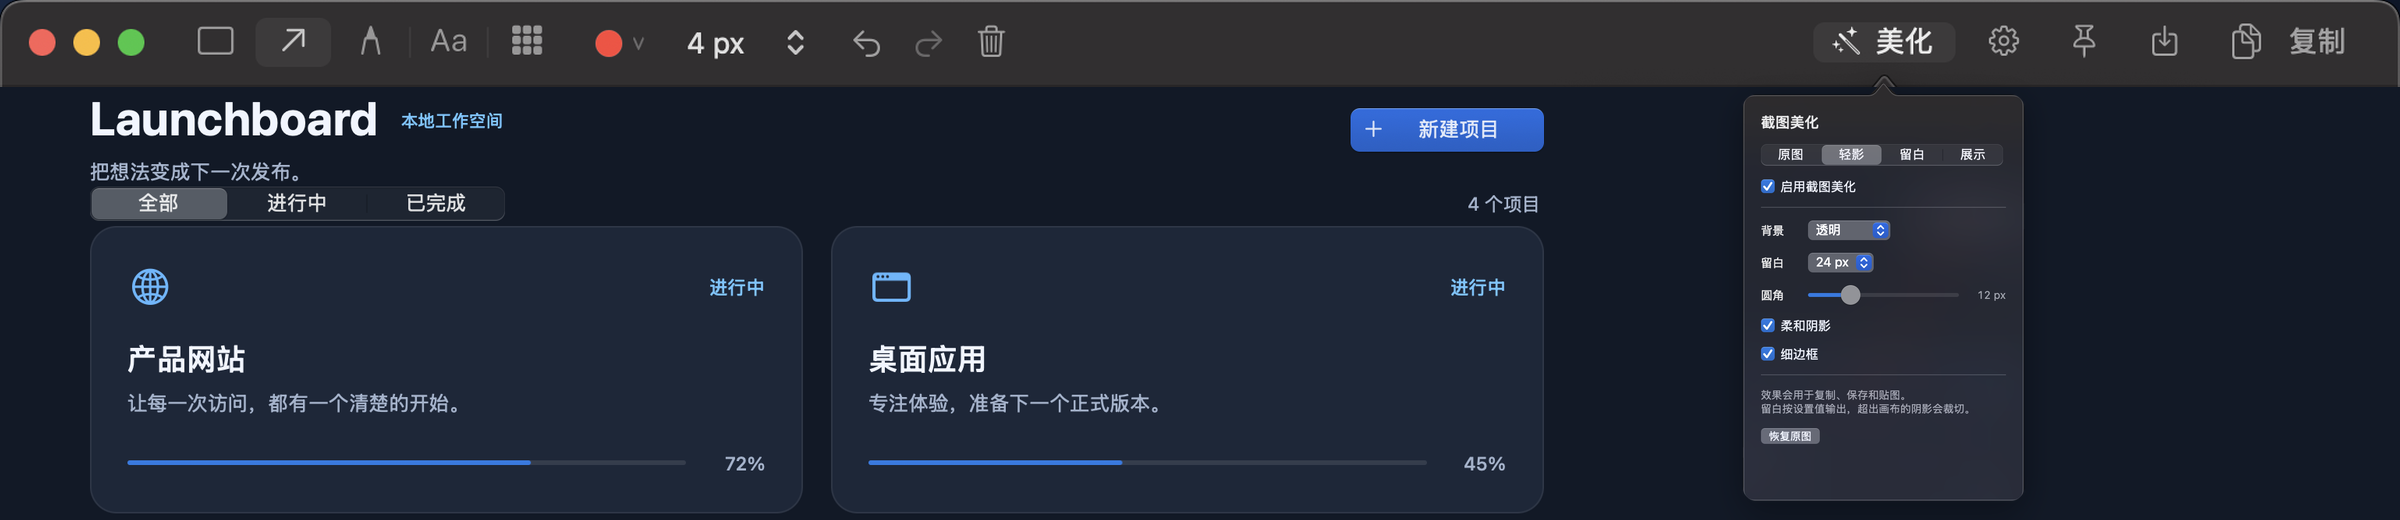 Aa
4 px
美化
复制
Launchboard
本地工作空间
新建项目
把想法变成下一次发布。
全部
进行中
已完成
4 个项目
进行中
产品网站
让每一次访问，都有一个清楚的开始。
72%
进行中
桌面应用
专注体验，准备下一个正式版本。
45%
截图美化
原图
轻影
留白
展示
启用截图美化
背景
透明
留白
24 px
圆角
12 px
柔和阴影
细边框
效果会用于复制、保存和贴图。
留白按设置值输出，超出画布的阴影会裁切。
恢复原图